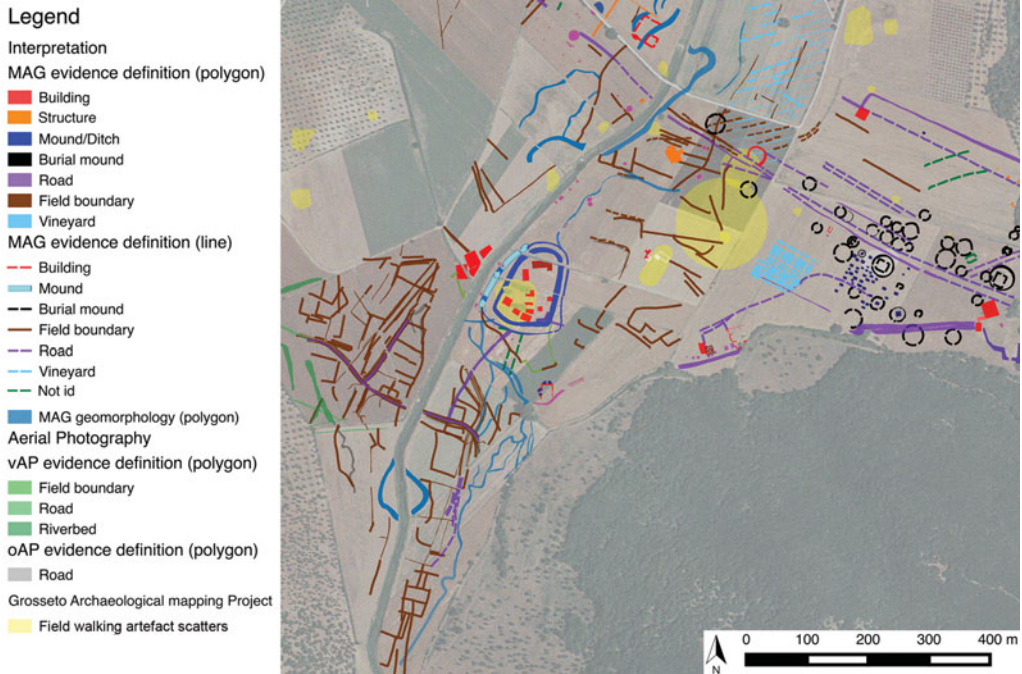 Legend
Interpretation
MAG evidence definition (polygon)
Building
Structure
Mound/Ditch
Burial mound
Road
Field boundary
Vineyard
MAG evidence definition (line)
Building
Mound
Burial mound
Field boundary
Road
Vineyard
Not id
MAG geomorphology (polygon)
Aerial Photography
vAP evidence definition (polygon)
Field boundary
Road
Riverbed
oAP evidence definition (polygon)
Road
Grosseto Archaeological mapping Project
Field walking artefact scatters
0 100 200 300 400 m
N